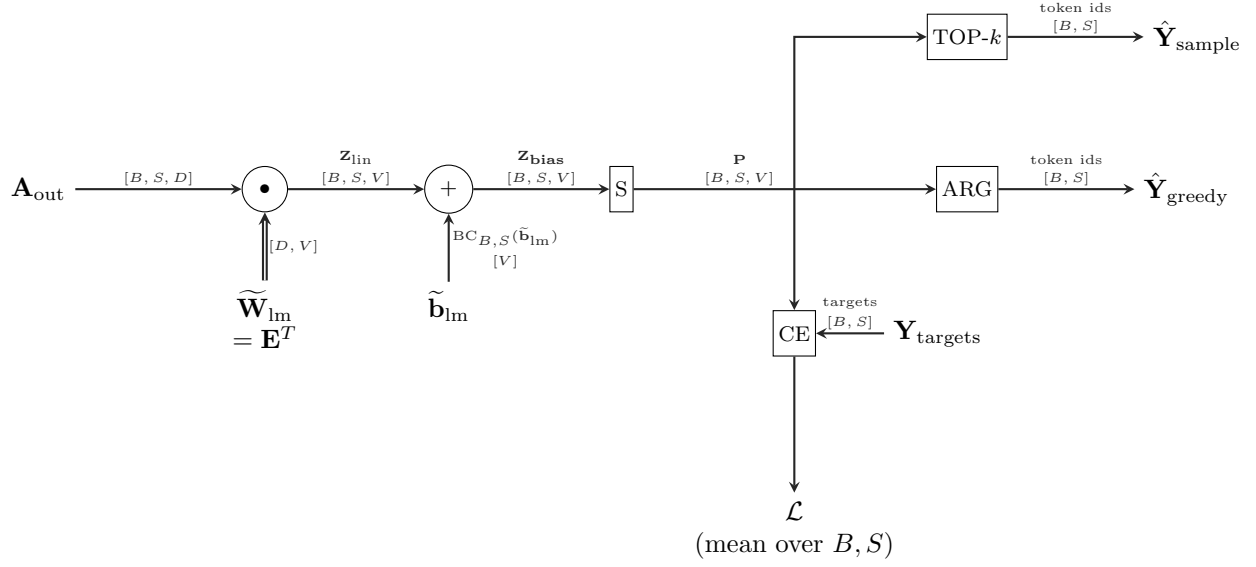 token ids
[B, S]
TOP-k
Ŷ_sample
A_out
[B, S, D]
•
z_lin
[B, S, V]
+
z_bias
[B, S, V]
S
P
[B, S, V]
ARG
token ids
[B, S]
Ŷ_greedy
[D, V]
BC_{B,S}(b̃_lm)
[V]
W̃_lm
= E^T
b̃_lm
targets
[B, S]
CE
Y_targets
ℒ
(mean over B, S)